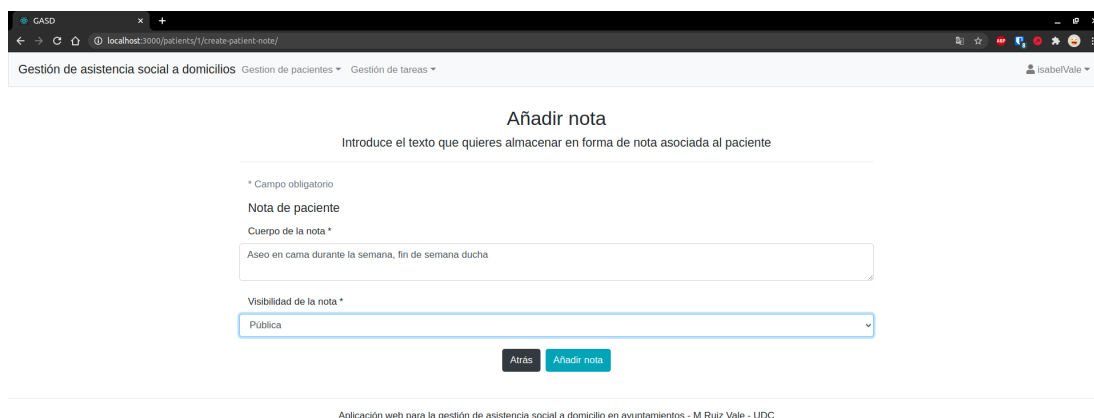 GASD
localhost:3000/patients/1/create-patient-note/
Gestión de asistencia social a domicilios Gestion de pacientes Gestión de tareas isabelVale
Añadir nota
Introduce el texto que quieres almacenar en forma de nota asociada al paciente
* Campo obligatorio
Nota de paciente
Cuerpo de la nota *
Aseo en cama durante la semana, fin de semana ducha
Visibilidad de la nota *
Pública
Atrás Añadir nota
Aplicación web para la gestión de asistencia social a domicilio en ayuntamientos - M Ruiz Vale - UDC